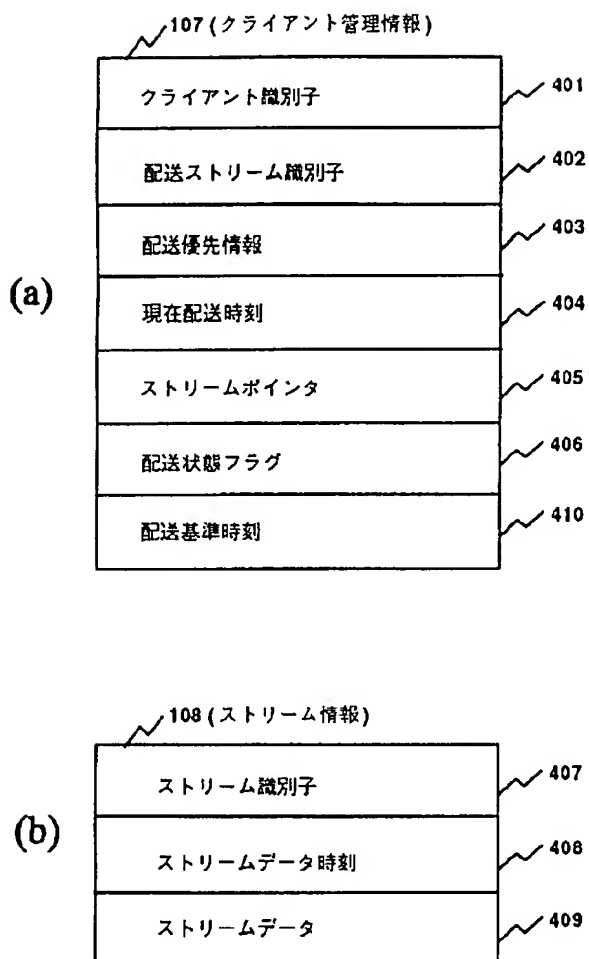 107(クライアント管理情報)
クライアント識別子
401
配送ストリーム識別子
402
配送優先情報
403
(a)
現在配送時刻
404
ストリームポインタ
405
配送状態フラグ
406
配送基準時刻
410
108(ストリーム情報)
ストリーム識別子
407
(b)
ストリームデータ時刻
408
ストリームデータ
409